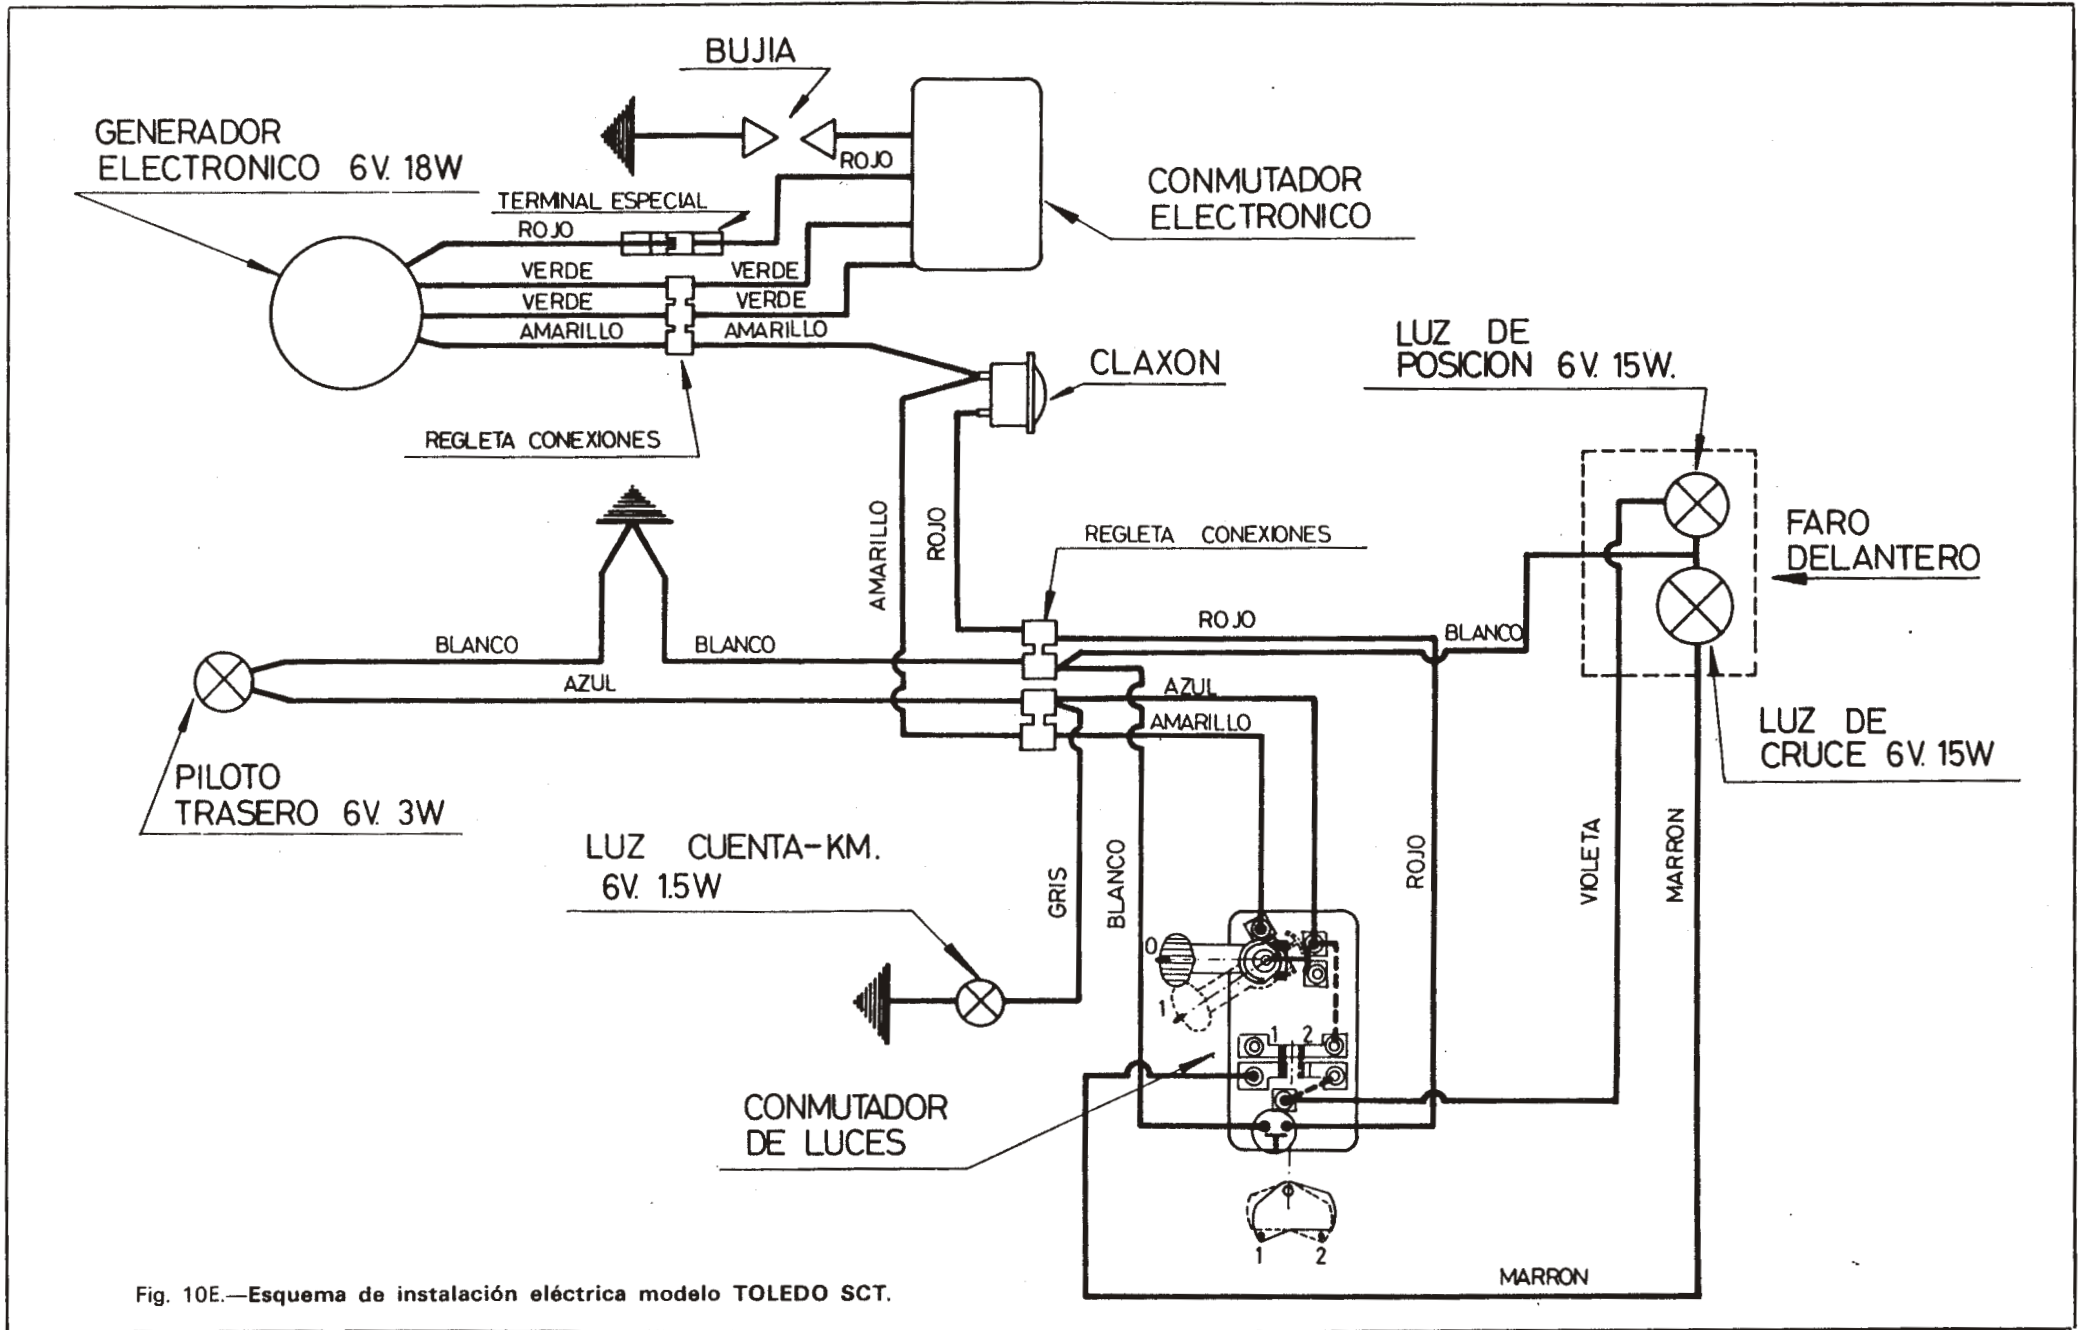 BUJIA
GENERADOR
ELECTRONICO 6V. 18W
ROJO
CONMUTADOR
ELECTRONICO
TERMINAL ESPECIAL
ROJO
VERDE
VERDE
VERDE
VERDE
AMARILLO
AMARILLO
LUZ DE
POSICION 6V. 15W.
CLAXON
REGLETA CONEXIONES
AMARILLO
ROJO
REGLETA CONEXIONES
FARO
DELANTERO
ROJO
BLANCO
BLANCO
BLANCO
AZUL
AZUL
AMARILLO
LUZ DE
CRUCE 6V. 15W
PILOTO
TRASERO 6V. 3W
LUZ CUENTA-KM.
6V. 1.5W
GRIS
BLANCO
ROJO
VIOLETA
MARRON
0
1
1 2
CONMUTADOR
DE LUCES
1 2
MARRON
Fig. 10E.—Esquema de instalación eléctrica modelo TOLEDO SCT.